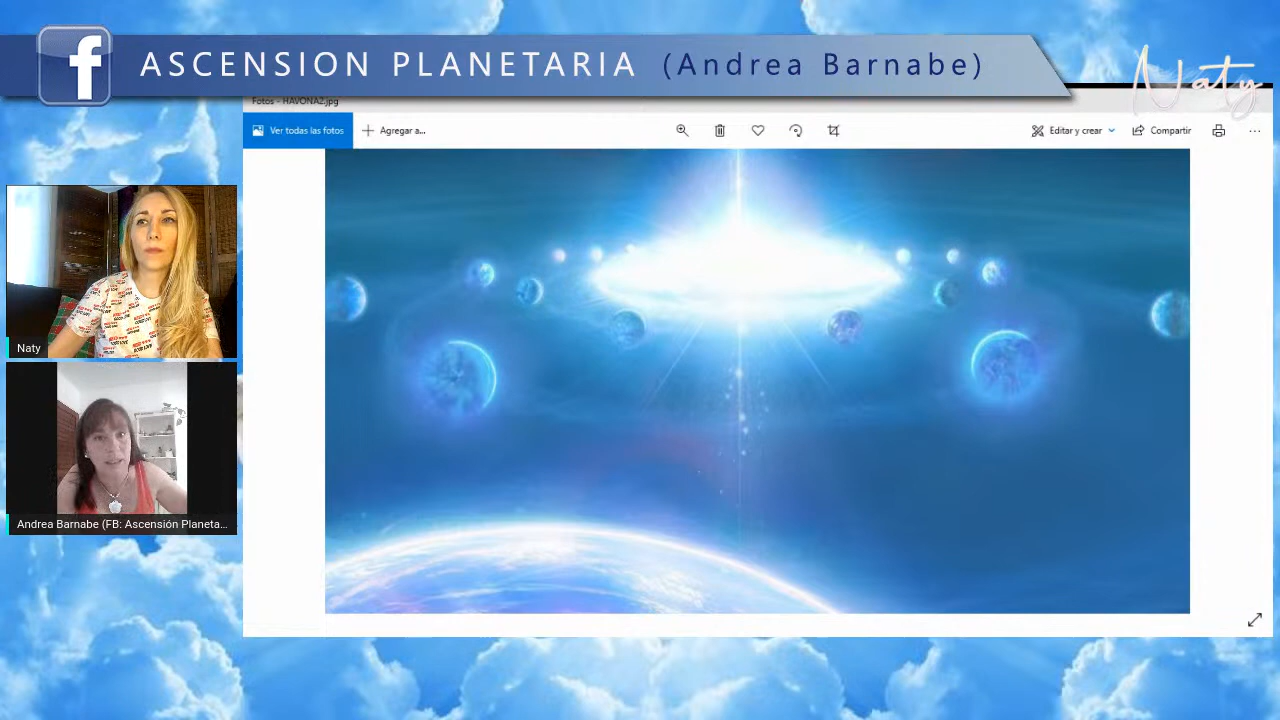 f ASCENSION PLANETARIA (Andrea Barnabe)
Naty
Fotos - HAVONA2.jpg
Ver todas las fotos
Agregar a...
Editar y crear
Compartir
Naty
Andrea Barnabe (FB: Ascensión Planeta...